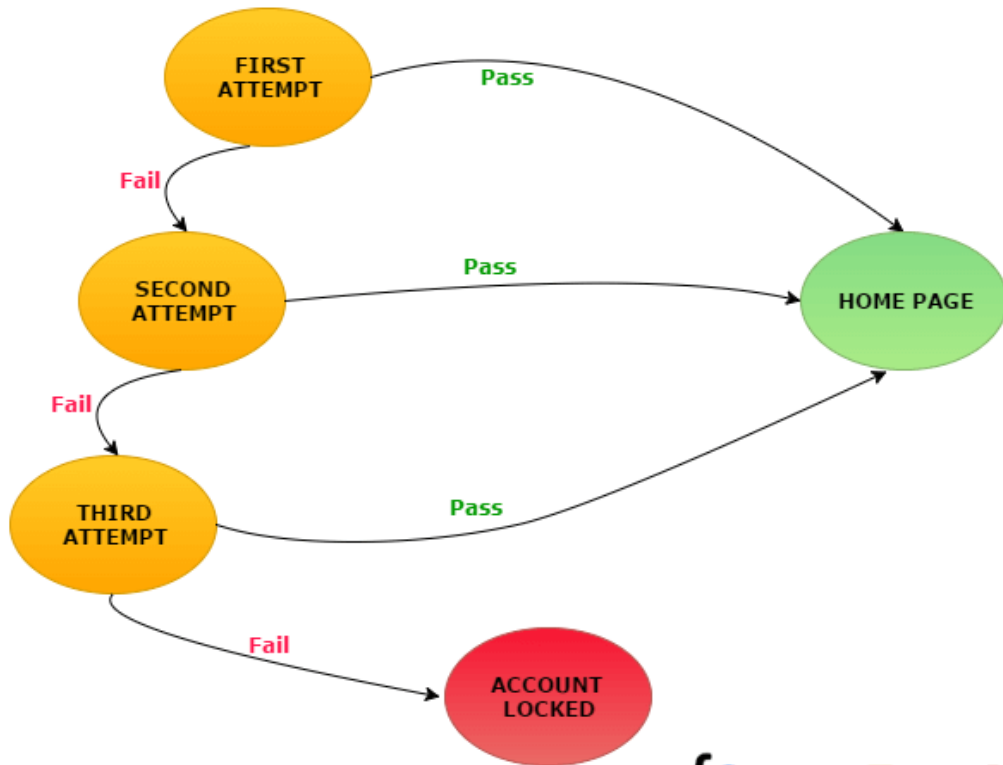 FIRST
ATTEMPT
Pass
Fail
SECOND
ATTEMPT
Pass
HOME PAGE
Fail
THIRD
ATTEMPT
Pass
Fail
ACCOUNT
LOCKED